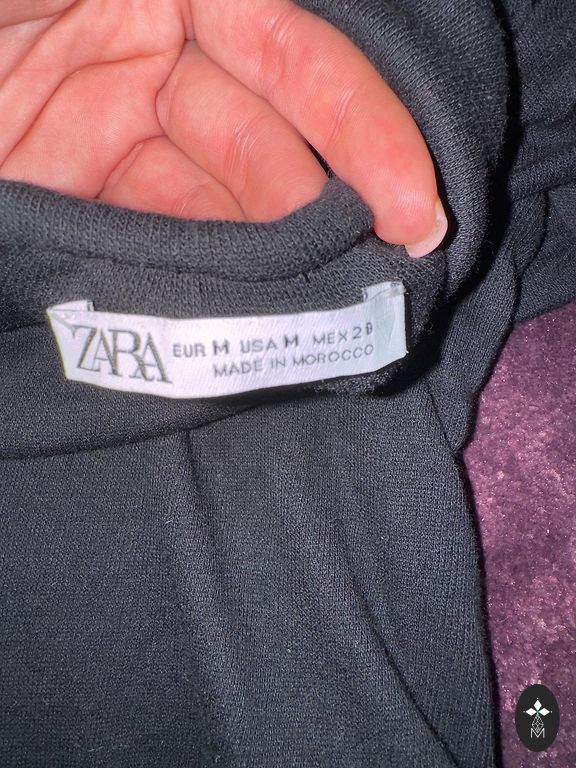 ZARA
EUR M USA M MEX 28
MADE IN MOROCCO
M